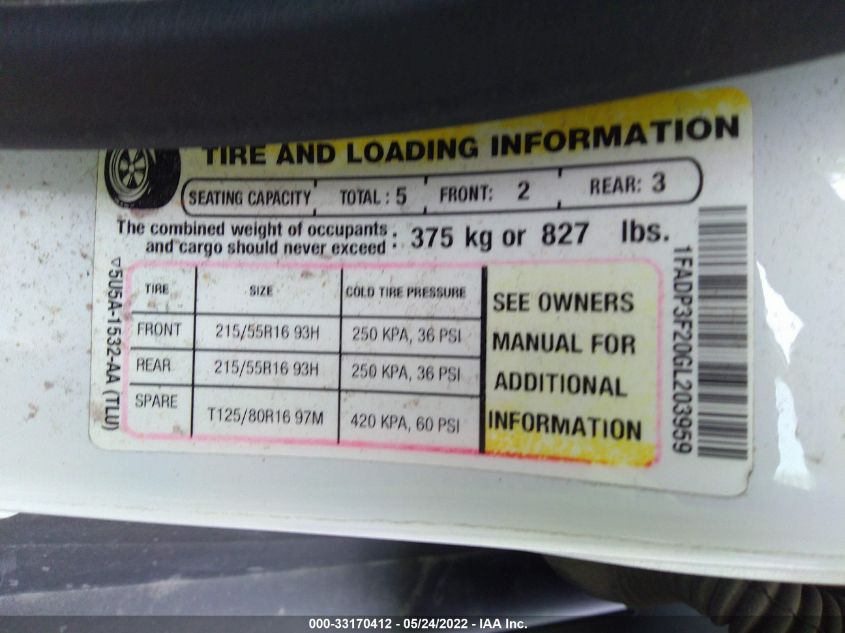 TIRE AND LOADING INFORMATION
SEATING CAPACITY TOTAL : 5 FRONT: 2 REAR: 3
The combined weight of occupants
and cargo should never exceed : 375 kg or 827 lbs.
TIRE SIZE COLD TIRE PRESSURE
FRONT 215/55R16 93H 250 KPA, 36 PSI
REAR 215/55R16 93H 250 KPA, 36 PSI
SPARE T125/80R16 97M 420 KPA, 60 PSI
SEE OWNERS
MANUAL FOR
ADDITIONAL
INFORMATION
▽5U5A-1532-AA (TLU)
1FADP3F20GL203959
000-33170412 - 05/24/2022 - IAA Inc.